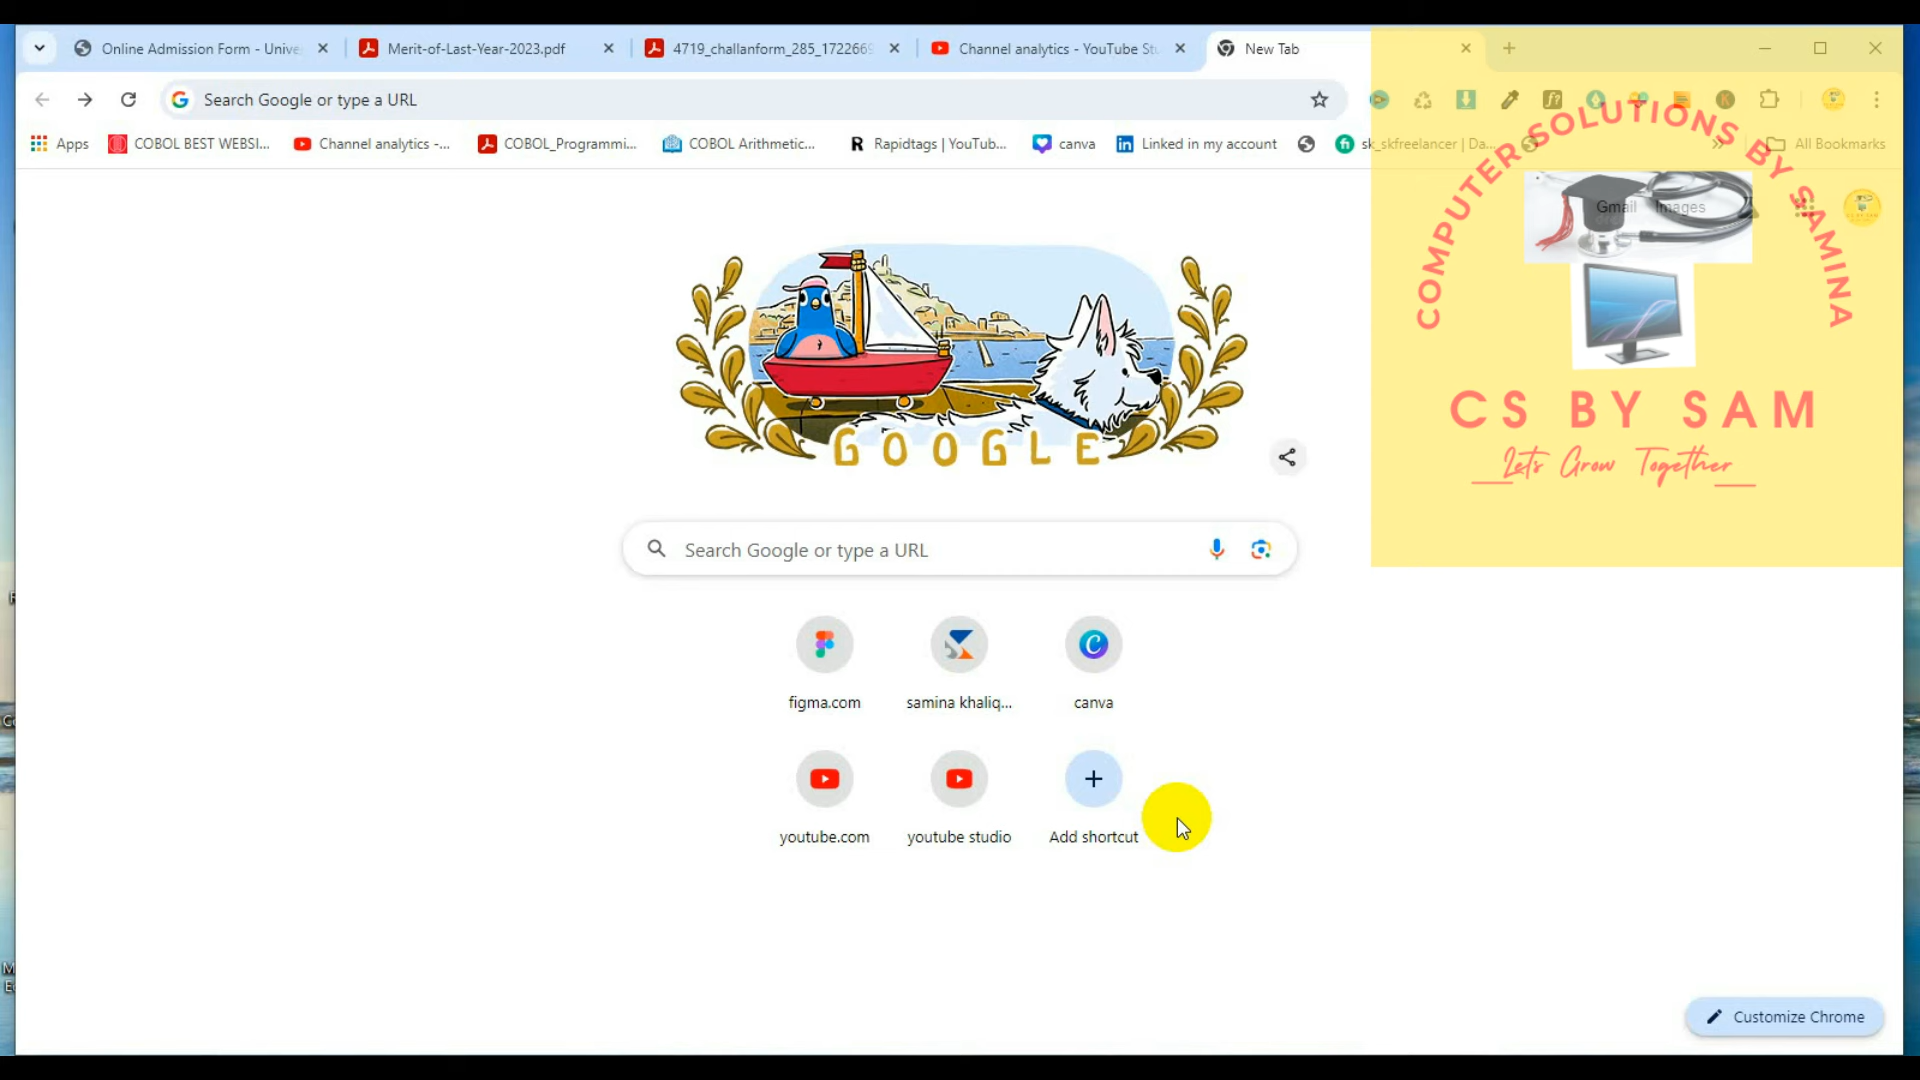 Online Admission Form - Unive
Merit-of-Last-Year-2023.pdf
4719_challanform_285_1722669
Channel analytics - YouTube Stu
New Tab
Search Google or type a URL
Apps
COBOL BEST WEBSI...
Channel analytics -...
COBOL_Programmi...
COBOL Arithmetic...
Rapidtags | YouTub...
canva
Linked in my account
sk_skfreelancer | Da...
All Bookmarks
COMPUTER SOLUTIONS BY SAMINA
Gmail
Images
CS BY SAM
Lets Grow Together
GOOGLE
Search Google or type a URL
figma.com
samina khaliq...
canva
youtube.com
youtube studio
Add shortcut
Customize Chrome